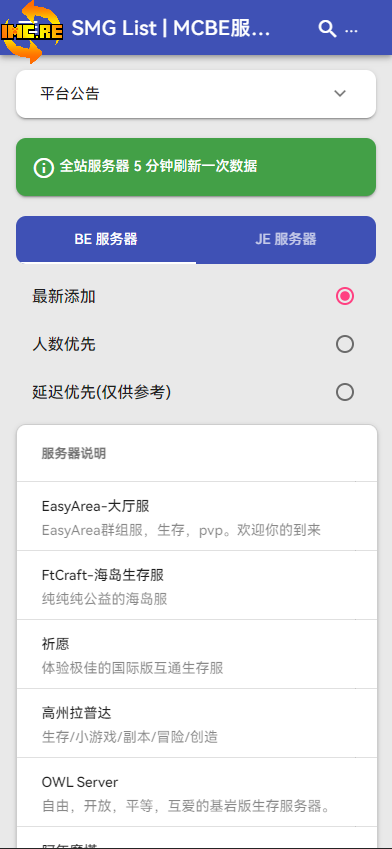 IMC.RE
SMG List | MCBE服...
...
平台公告
全站服务器 5 分钟刷新一次数据
BE 服务器
JE 服务器
最新添加
人数优先
延迟优先(仅供参考)
服务器说明
EasyArea-大厅服
EasyArea群组服，生存，pvp。欢迎你的到来
FtCraft-海岛生存服
纯纯纯公益的海岛服
祈愿
体验极佳的国际版互通生存服
高州拉普达
生存/小游戏/副本/冒险/创造
OWL Server
自由，开放，平等，互爱的基岩版生存服务器。